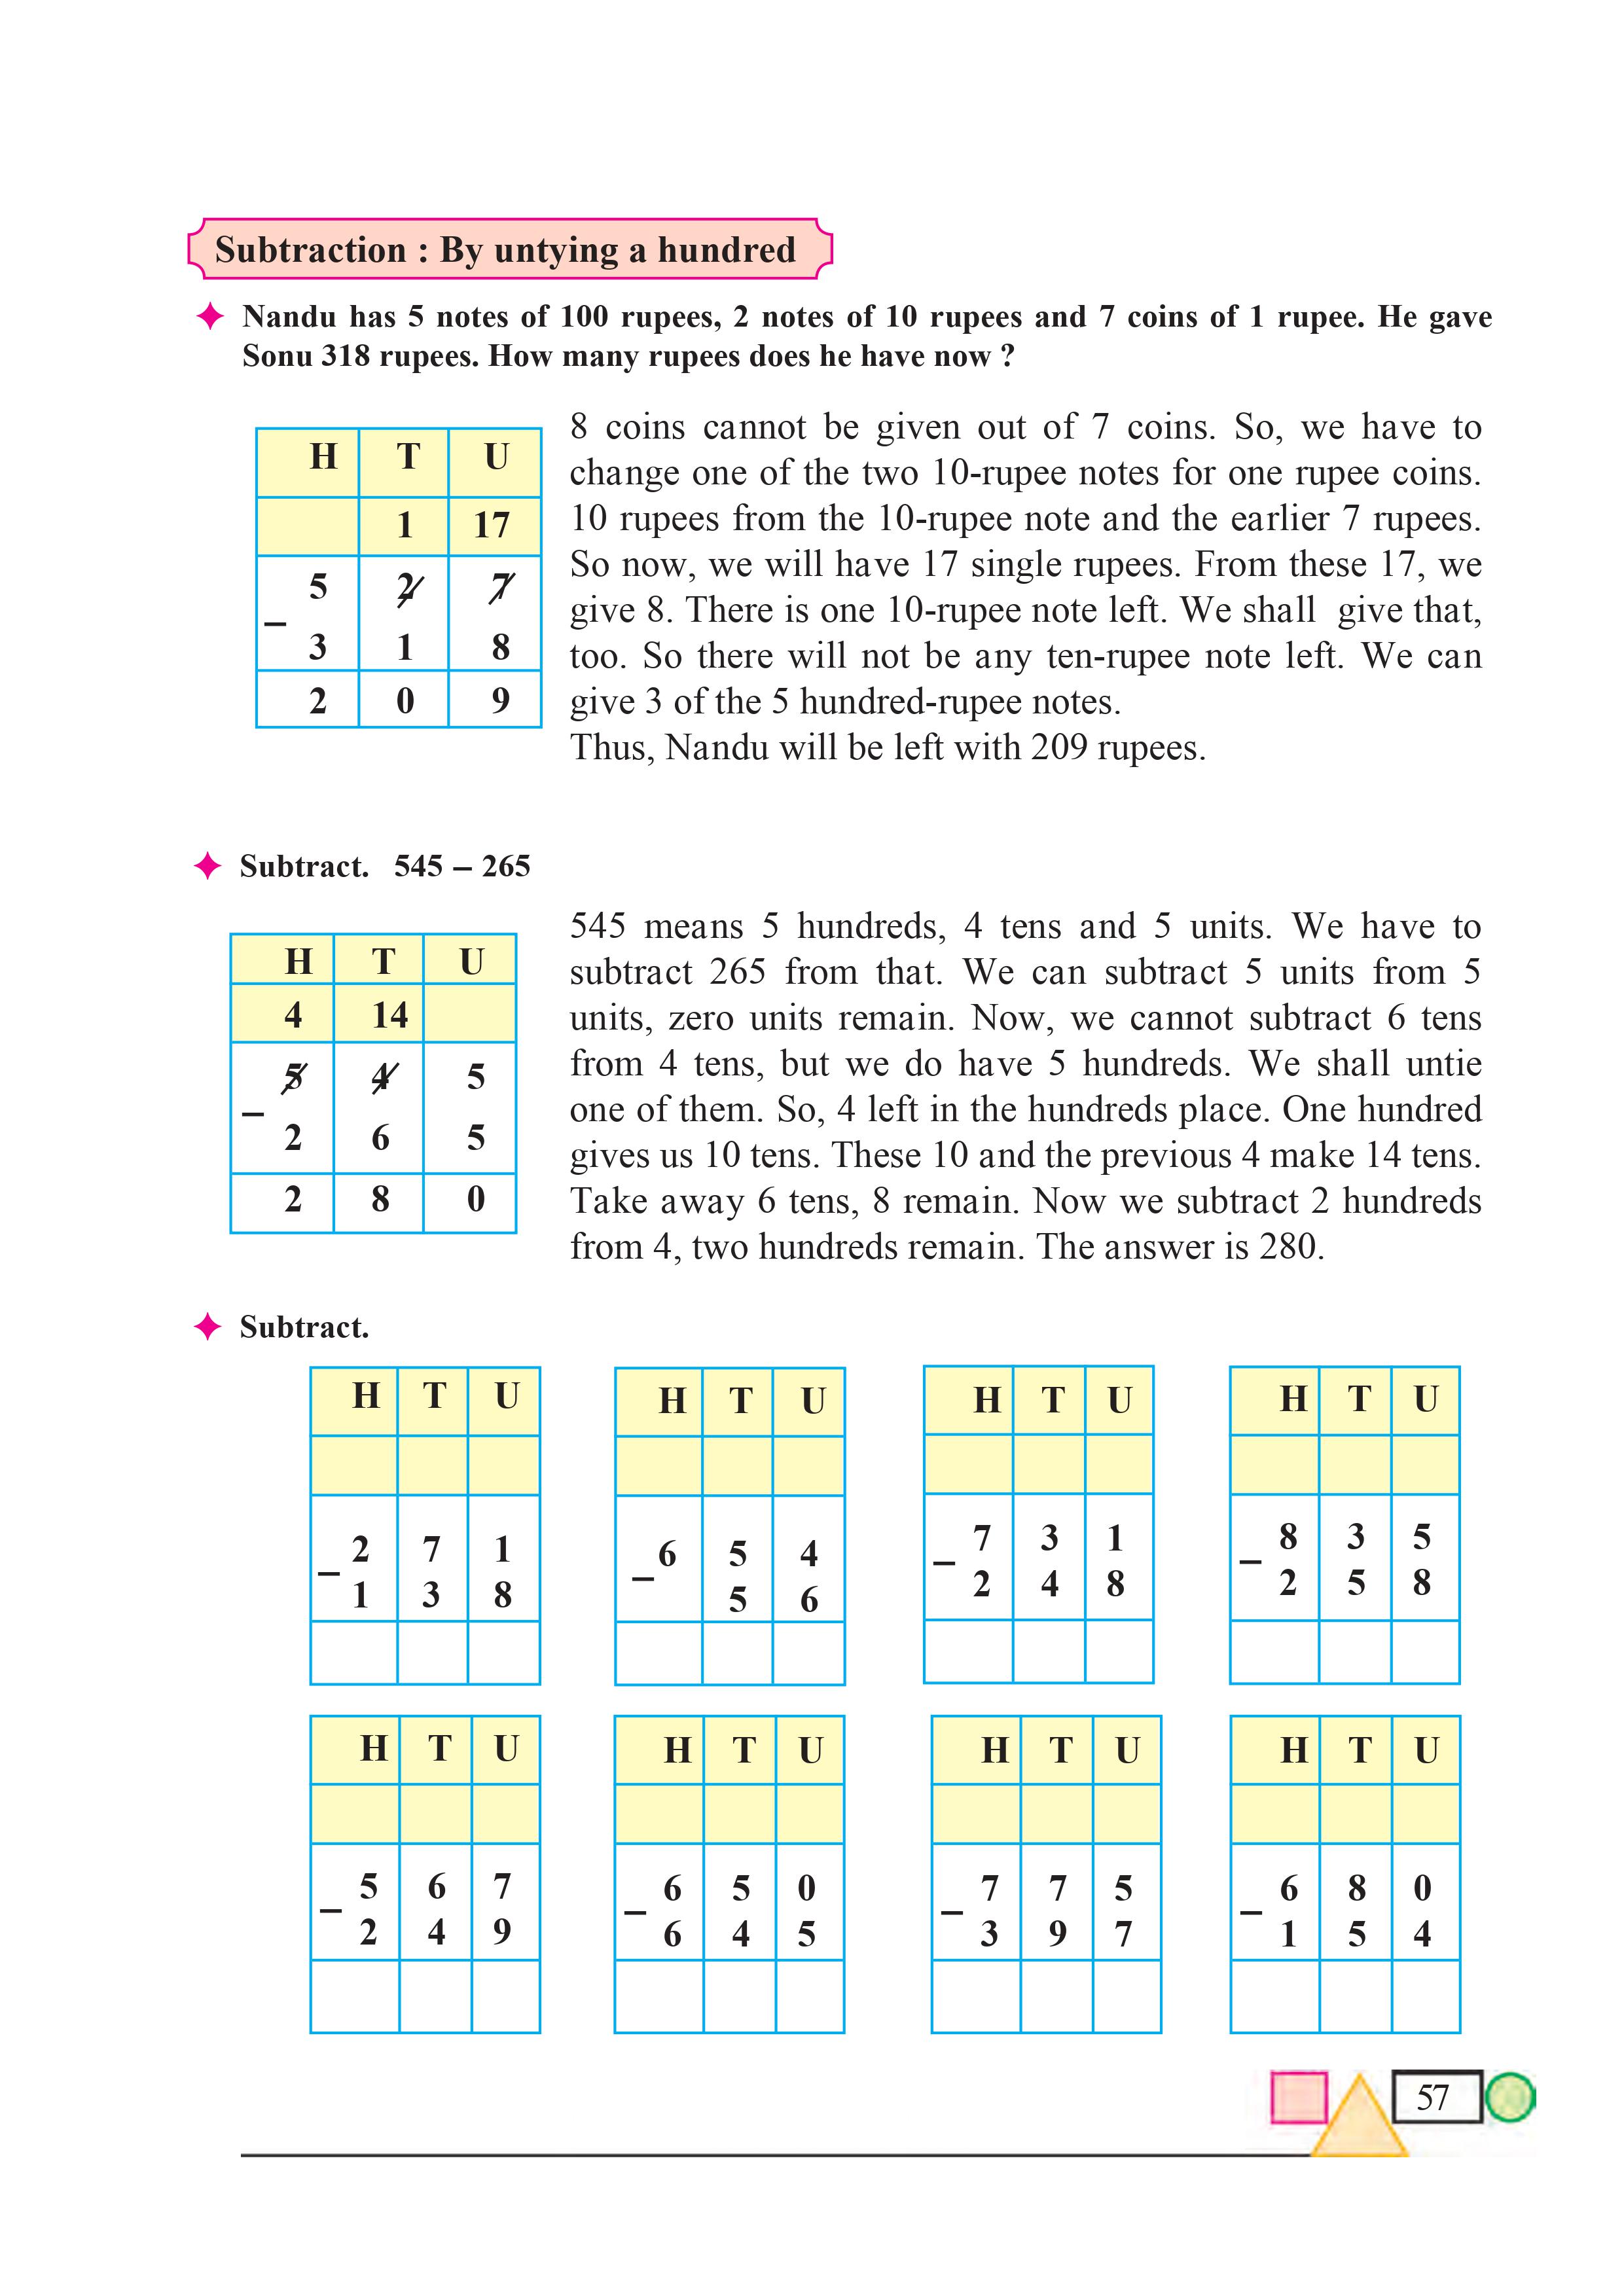 Subtraction : By untying a hundred
Nandu has 5 notes of 100 rupees, 2 notes of 10 rupees and 7 coins of 1 rupee. He gave
Sonu 318 rupees. How many rupees does he have now ?
H T U
1 17
5 2 7
–
3 1 8
2 0 9
8 coins cannot be given out of 7 coins. So, we have to
change one of the two 10-rupee notes for one rupee coins.
10 rupees from the 10-rupee note and the earlier 7 rupees.
So now, we will have 17 single rupees. From these 17, we
give 8. There is one 10-rupee note left. We shall give that,
too. So there will not be any ten-rupee note left. We can
give 3 of the 5 hundred-rupee notes.
Thus, Nandu will be left with 209 rupees.
Subtract. 545 – 265
H T U
4 14
5 4 5
–
2 6 5
2 8 0
545 means 5 hundreds, 4 tens and 5 units. We have to
subtract 265 from that. We can subtract 5 units from 5
units, zero units remain. Now, we cannot subtract 6 tens
from 4 tens, but we do have 5 hundreds. We shall untie
one of them. So, 4 left in the hundreds place. One hundred
gives us 10 tens. These 10 and the previous 4 make 14 tens.
Take away 6 tens, 8 remain. Now we subtract 2 hundreds
from 4, two hundreds remain. The answer is 280.
Subtract.
H T U
2 7 1
–
1 3 8
H T U
6 5 4
–
5 6
H T U
7 3 1
–
2 4 8
H T U
8 3 5
–
2 5 8
H T U
5 6 7
–
2 4 9
H T U
6 5 0
–
6 4 5
H T U
7 7 5
–
3 9 7
H T U
6 8 0
–
1 5 4
57